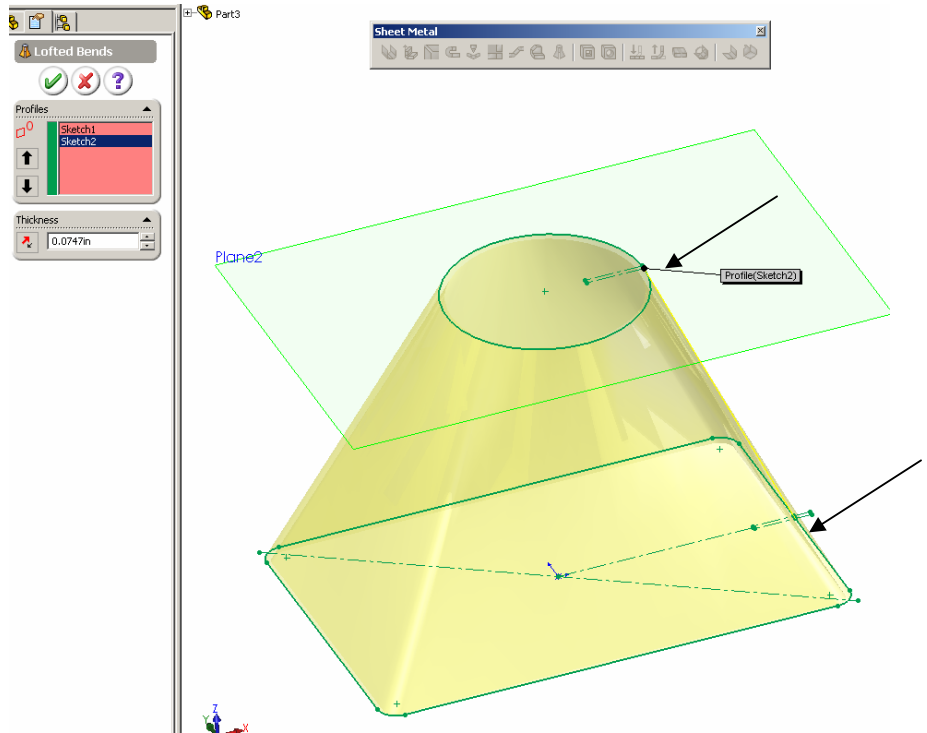 Part3
Lofted Bends
?
Profiles
Sketch1
Sketch2
Thickness
0.0747in
Sheet Metal
Plane2
Profile(Sketch2)
Z
Y
X